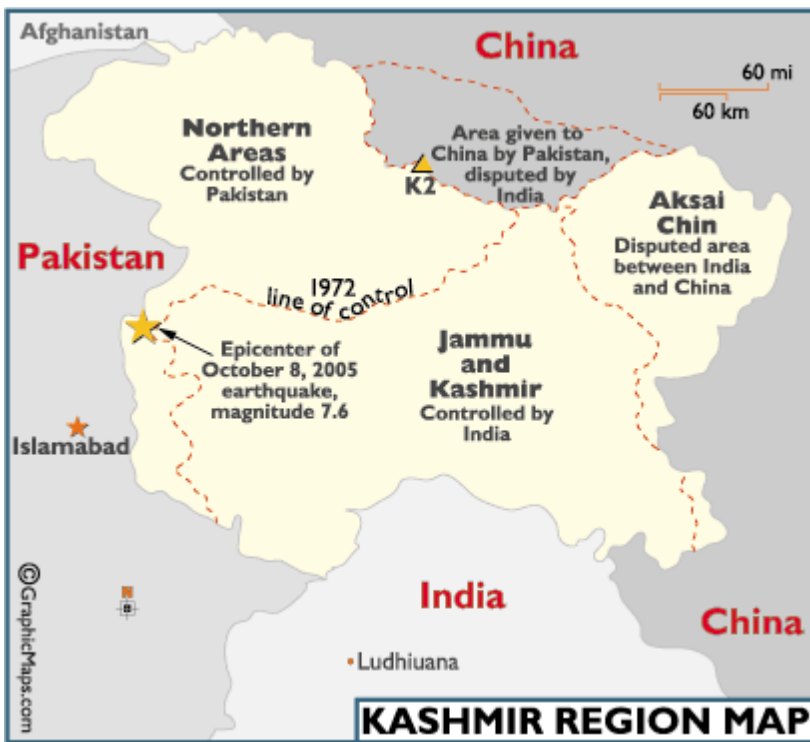 Afghanistan
China
60 mi
60 km
Northern
Areas
Controlled by
Pakistan
Area given to
China by Pakistan,
disputed by
India
K2
Aksai
Chin
Disputed area
between India
and China
Pakistan
1972
line of control
Epicenter of
October 8, 2005
earthquake,
magnitude 7.6
Jammu
and
Kashmir
Controlled by
India
Islamabad
©GraphicMaps.com
N
India
China
Ludhiuana
KASHMIR REGION MAP